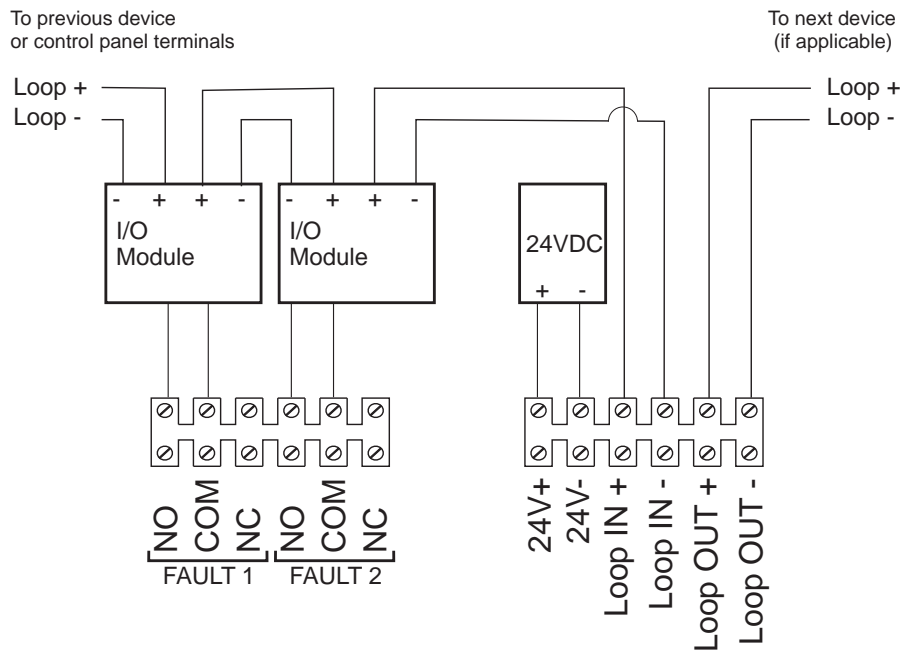 To previous device
or control panel terminals
To next device
(if applicable)
Loop +
Loop -
Loop +
Loop -
- + + -
I/O
Module
- + + -
I/O
Module
24VDC
+ -
NO
COM
NC
NO
COM
NC
FAULT 1
FAULT 2
24V+
24V-
Loop IN +
Loop IN -
Loop OUT +
Loop OUT -